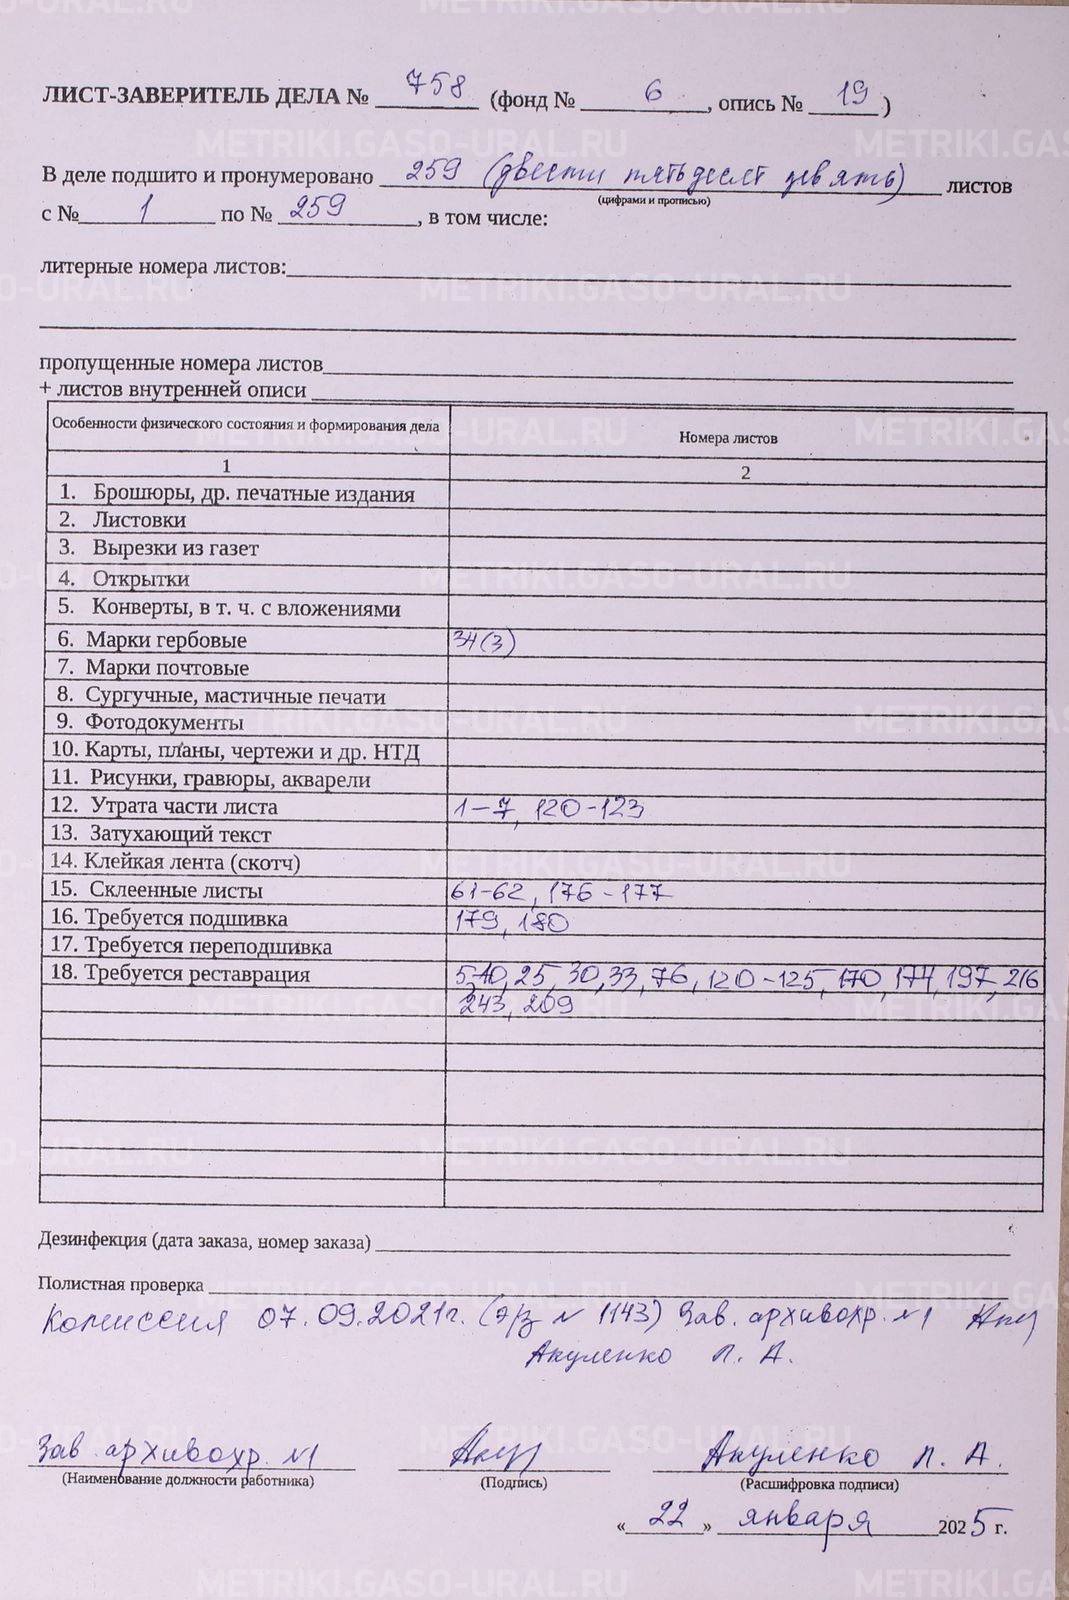 ЛИСТ-ЗАВЕРИТЕЛЬ ДЕЛА № 758 (фонд № 6, опись № 19)
В деле подшито и пронумеровано 259 (двести пятьдесят девять) листов
(цифрами и прописью)
с № 1 по № 259, в том числе:
литерные номера листов:
пропущенные номера листов
+ листов внутренней описи
Особенности физического состояния и формирования дела Номера листов
1 2
1. Брошюры, др. печатные издания
2. Листовки
3. Вырезки из газет
4. Открытки
5. Конверты, в т. ч. с вложениями
6. Марки гербовые 34(3)
7. Марки почтовые
8. Сургучные, мастичные печати
9. Фотодокументы
10. Карты, планы, чертежи и др. НТД
11. Рисунки, гравюры, акварели
12. Утрата части листа 1-7, 120-123
13. Затухающий текст
14. Клейкая лента (скотч)
15. Склеенные листы 61-62, 176-177
16. Требуется подшивка 179, 180
17. Требуется переподшивка
18. Требуется реставрация 5,10, 25, 30, 33, 76, 120-125, 170, 174, 197, 216
243, 209
Дезинфекция (дата заказа, номер заказа)
Полистная проверка
Комиссия 07.09.2021г. (э/з № 1143) Зав. архивохр. №1
Акуленко Л. А.
Зав. архивохр. №1 Акуленко Л. А.
(Наименование должности работника) (Подпись) (Расшифровка подписи)
«22» января 2025 г.
METRIKI.GASO-URAL.RU